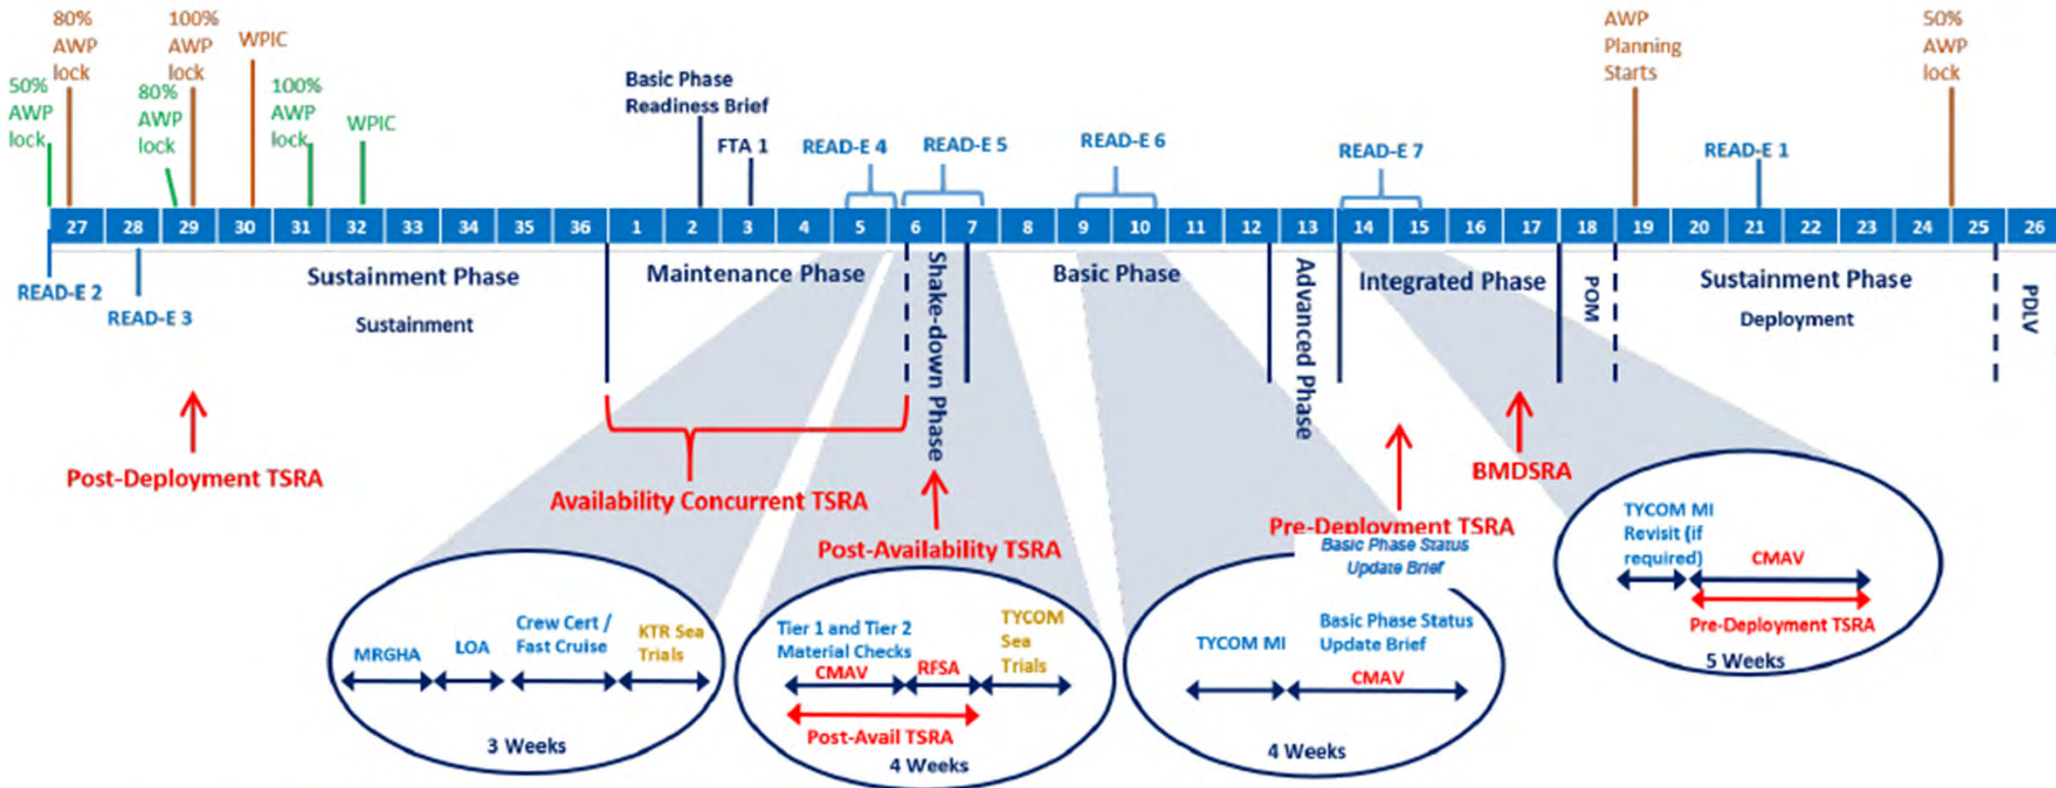 80%
AWP
lock
100%
AWP
lock
WPIC
50%
AWP
lock
80%
AWP
lock
100%
AWP
lock
WPIC
Basic Phase
Readiness Brief
FTA 1
READ-E 4
READ-E 5
READ-E 6
READ-E 7
AWP
Planning
Starts
READ-E 1
50%
AWP
lock
27 28 29 30 31 32 33 34 35 36 1 2 3 4 5 6 7 8 9 10 11 12 13 14 15 16 17 18 19 20 21 22 23 24 25 26
READ-E 2
READ-E 3
Sustainment Phase
Sustainment
Maintenance Phase
Shake-down Phase
Basic Phase
Advanced Phase
Integrated Phase
POM
Sustainment Phase
Deployment
PDLV
Post-Deployment TSRA
Availability Concurrent TSRA
Post-Availability TSRA
Pre-Deployment TSRA
Basic Phase Status
Update Brief
BMDSRA
MRGHA
LOA
Crew Cert /
Fast Cruise
KTR Sea
Trials
3 Weeks
Tier 1 and Tier 2
Material Checks
CMAV
RFSA
TYCOM
Sea
Trials
Post-Avail TSRA
4 Weeks
TYCOM MI
Basic Phase Status
Update Brief
CMAV
4 Weeks
TYCOM MI
Revisit (if
required)
CMAV
Pre-Deployment TSRA
5 Weeks